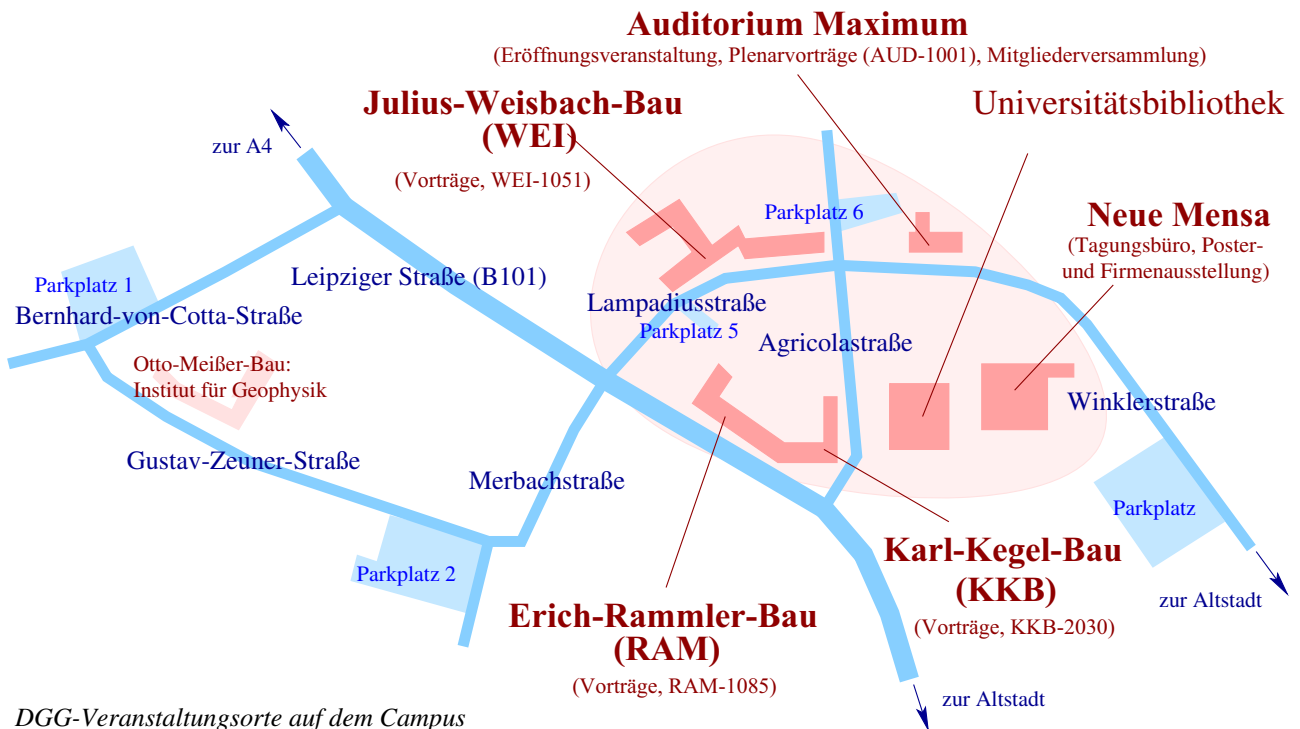 Auditorium Maximum
(Eröffnungsveranstaltung, Plenarvorträge (AUD-1001), Mitgliederversammlung)
Julius-Weisbach-Bau
(WEI)
(Vorträge, WEI-1051)
Universitätsbibliothek
zur A4
Parkplatz 6
Neue Mensa
(Tagungsbüro, Poster-
und Firmenausstellung)
Parkplatz 1
Bernhard-von-Cotta-Straße
Leipziger Straße (B101)
Lampadiusstraße
Parkplatz 5
Agricolastraße
Otto-Meißer-Bau:
Institut für Geophysik
Winklerstraße
Gustav-Zeuner-Straße
Merbachstraße
Parkplatz
Parkplatz 2
Karl-Kegel-Bau
(KKB)
(Vorträge, KKB-2030)
zur Altstadt
Erich-Rammler-Bau
(RAM)
(Vorträge, RAM-1085)
zur Altstadt
DGG-Veranstaltungsorte auf dem Campus